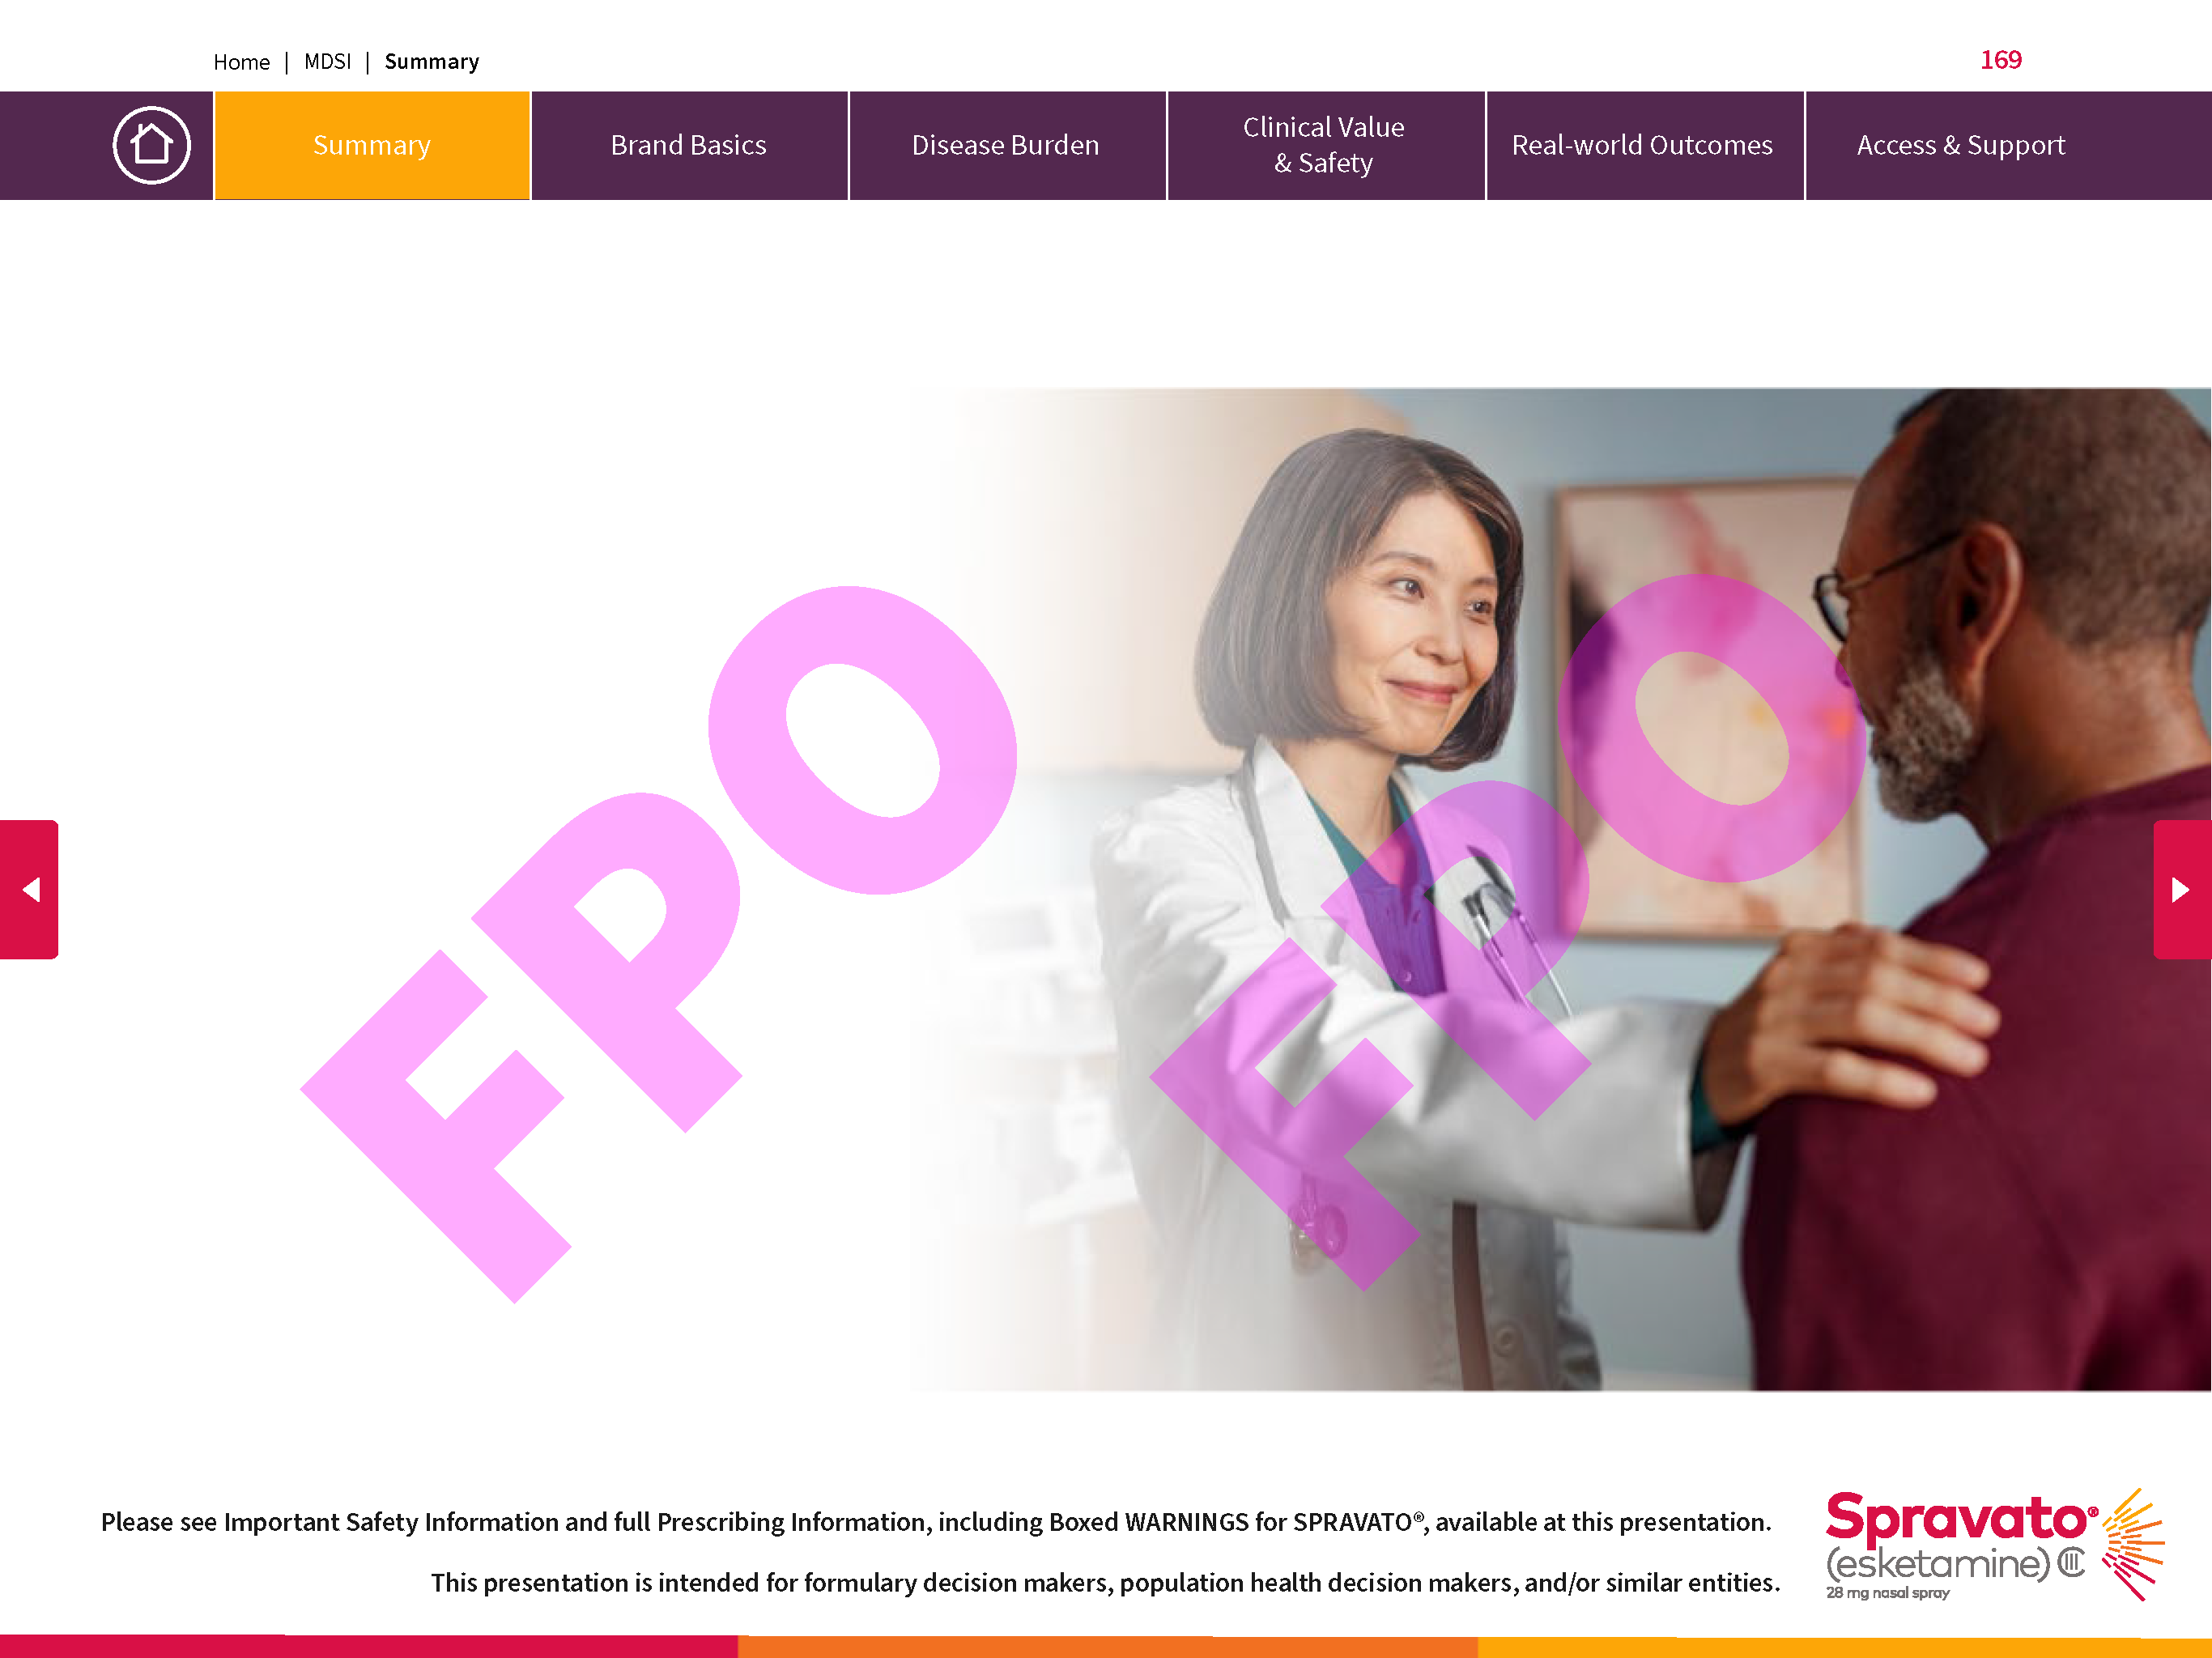 Home | MDSI | Summary
169
Summary
Brand Basics
Disease Burden
Clinical Value
& Safety
Real-world Outcomes
Access & Support
FPO
FPO
Please see Important Safety Information and full Prescribing Information, including Boxed WARNINGS for SPRAVATO®, available at this presentation.
This presentation is intended for formulary decision makers, population health decision makers, and/or similar entities.
Spravato®
(esketamine) CIII
28 mg nasal spray